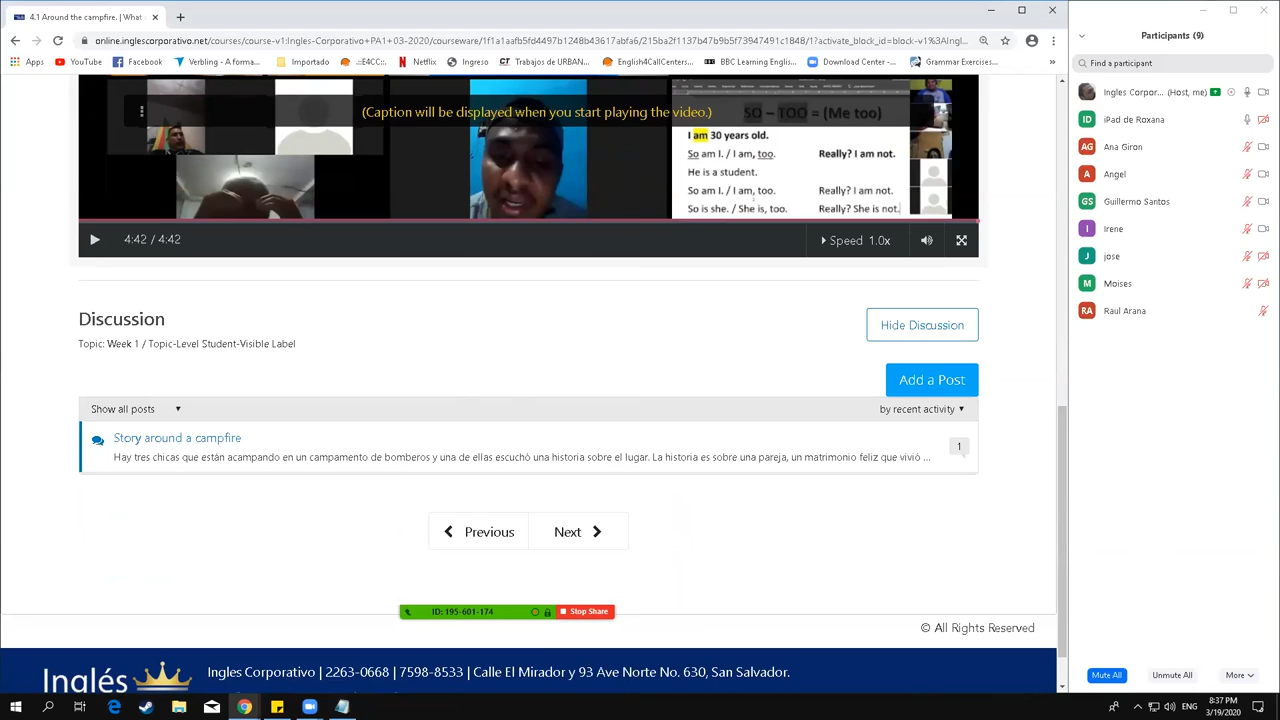 4.1 Around the campfire. | What
Participants (9)
online.inglescorporativo.net/courses/course-v1:Ingles-Corporativo+PA1+03-2020/courseware/1f1a1aafb5fd4497b1248b43617abfa6/215ba2f1137b47b9b5f73947491c1848/1?activate_block_id=block-v1%3AIngl...
Apps YouTube Facebook Verbling - A forma... Importado ::E4CC::. Netflix Ingreso Trabajos de URBAN... English4CallCenters... BBC Learning English... Download Center -... Grammar Exercises...
Find a participant
Ingles Corpor... (Host, me)
iPad de Roxana
Ana Giron
Angel
Guillermo Santos
Irene
jose
Moises
Raul Arana
(Caption will be displayed when you start playing the video.)
SO - TOO = (Me too)
I am 30 years old.
So am I. / I am, too. Really? I am not.
He is a student.
So am I. / I am, too. Really? I am not.
So is she. / She is, too. Really? She is not.
4:42 / 4:42 Speed 1.0x
Discussion
Hide Discussion
Topic: Week 1 / Topic-Level Student-Visible Label
Add a Post
Show all posts by recent activity
Story around a campfire
1
Hay tres chicas que están acampando en un campamento de bomberos y una de ellas escuchò una historia sobre el lugar. La historia es sobre una pareja, un matrimonio feliz que vivió ...
Previous Next
ID: 195-601-174 Stop Share
© All Rights Reserved
Inglés
Ingles Corporativo | 2263-0668 | 7598-8533 | Calle El Mirador y 93 Ave Norte No. 630, San Salvador.
Mute All Unmute All More
ENG
8:37 PM
3/19/2020